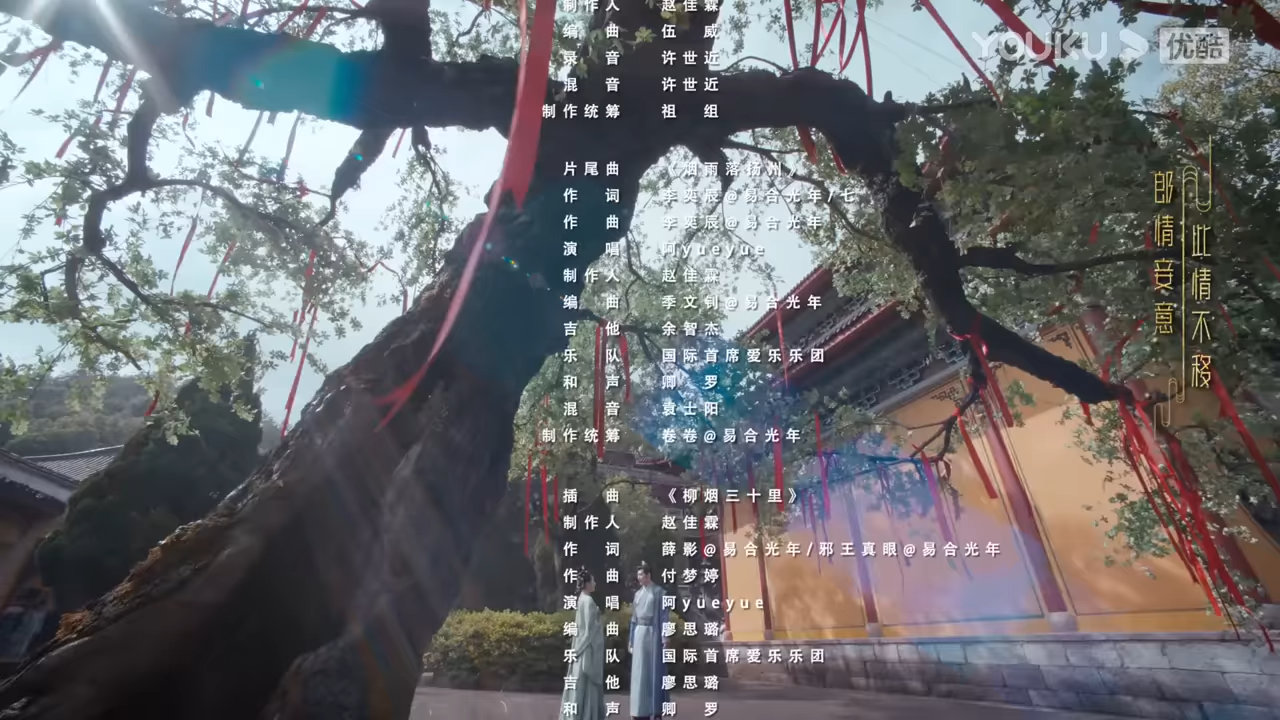 制作人 赵佳霖
编曲 伍威
录音 许世近
混音 许世近
制作统筹 祖组
片尾曲 《烟雨落扬州》
作词 李奕辰@易合光年/七
作曲 李奕辰@易合光年
演唱 阿yueyue
制作人 赵佳霖
编曲 季文钊@易合光年
吉他 余智杰
乐队 国际首席爱乐乐团
和声 卿罗
混音 袁士阳
制作统筹 卷卷@易合光年
插曲 《柳烟三十里》
制作人 赵佳霖
作词 薛影@易合光年/邪王真眼@易合光年
作曲 付梦婷
演唱 阿yueyue
编曲 廖思璐
乐队 国际首席爱乐乐团
吉他 廖思璐
和声 卿罗
YOUKU 优酷
此情不移
郎情妾意